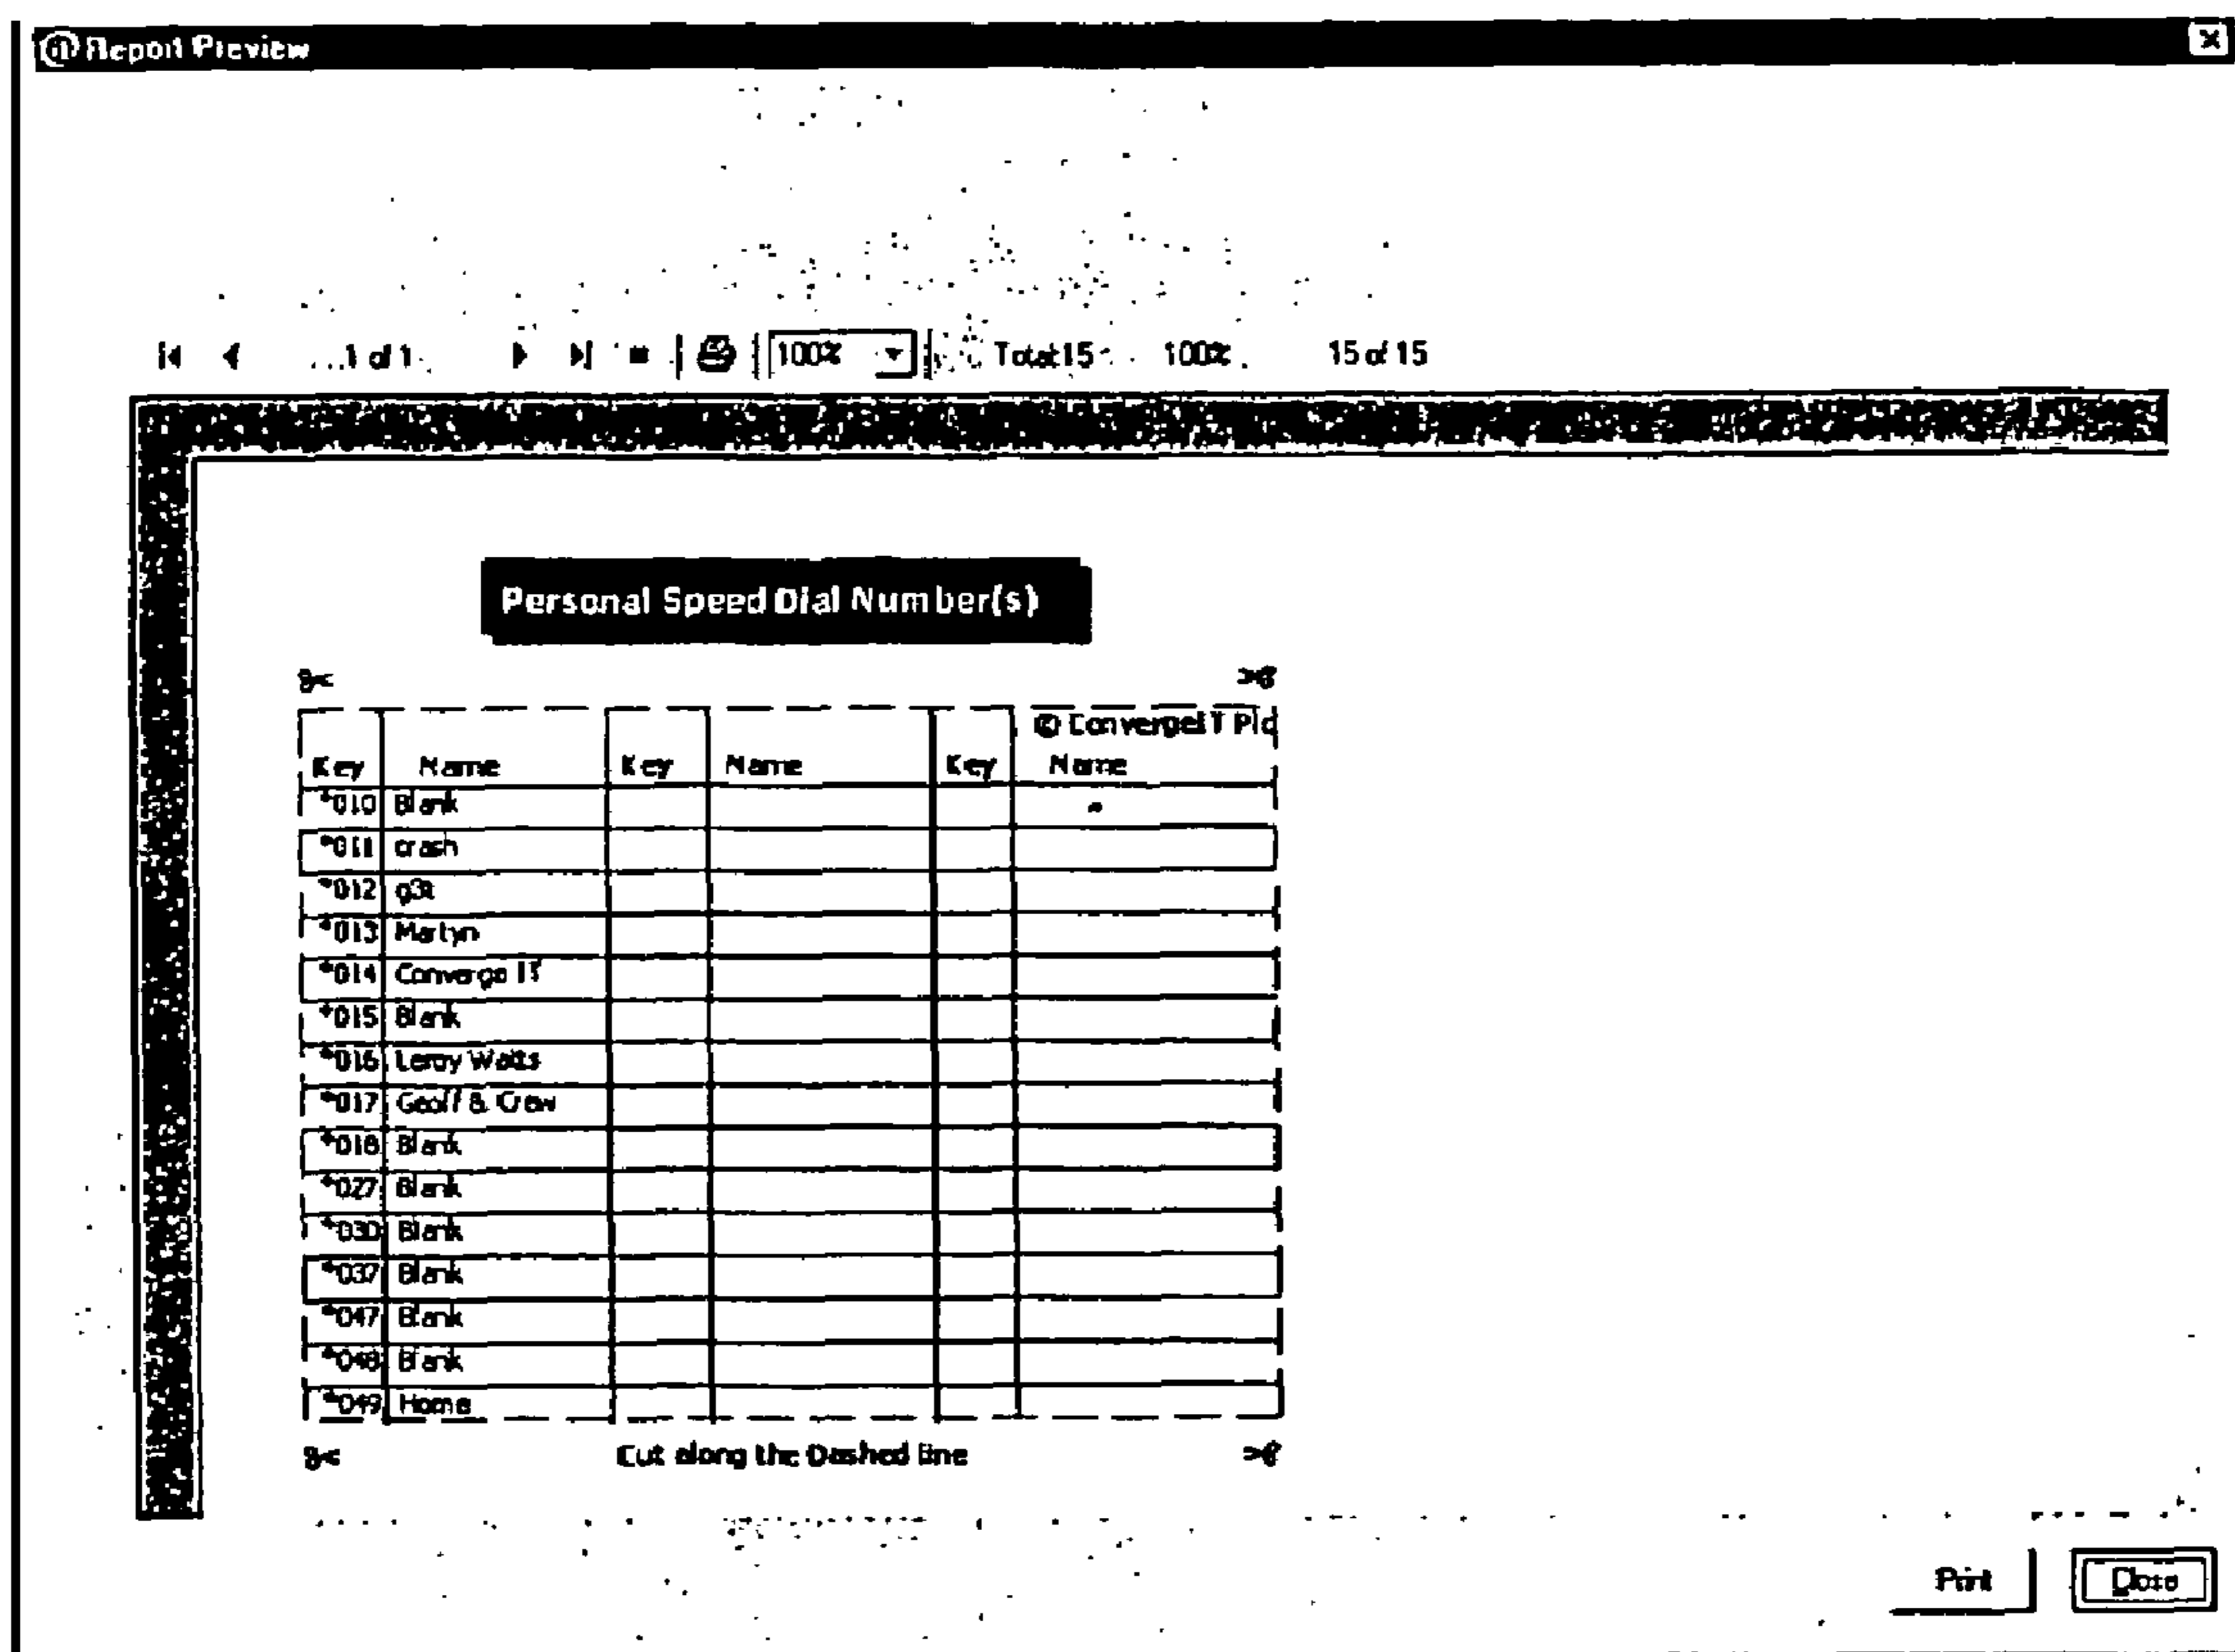 Report Preview
1 of 1 100% Total:15 100% 15 of 15
Personal Speed Dial Number(s)
© ConvergeIT Plc
Key Name Key Name Key Name
*010 Blank
*011 crash
*012 g3t
*013 Martyn
*014 Converge IT
*015 Blank
*016 Leroy Watts
*017 Geoff & Crew
*018 Blank
*027 Blank
*030 Blank
*037 Blank
*047 Blank
*048 Blank
*049 Home
Cut along the Dashed line
Print Close